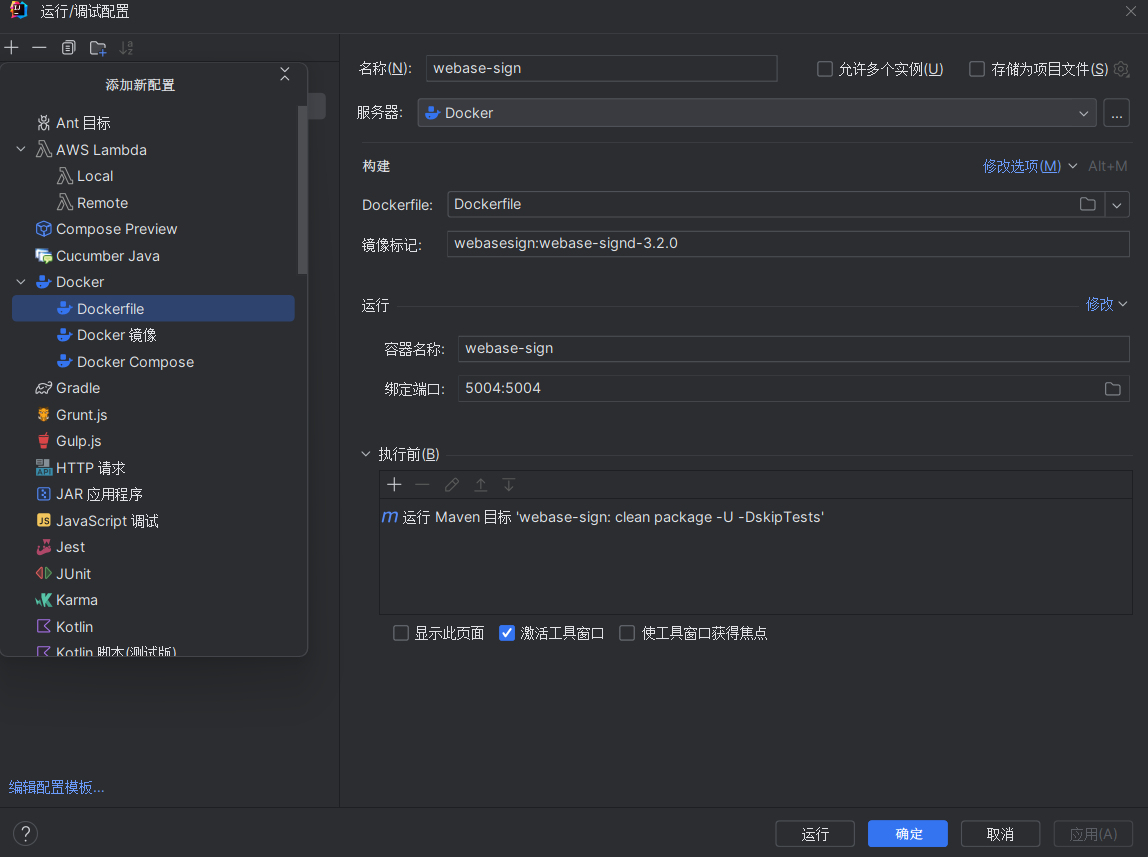 运行/调试配置
添加新配置
Ant 目标
AWS Lambda
Local
Remote
Compose Preview
Cucumber Java
Docker
Dockerfile
Docker 镜像
Docker Compose
Gradle
Grunt.js
Gulp.js
HTTP 请求
JAR 应用程序
JavaScript 调试
Jest
JUnit
Karma
Kotlin
Kotlin 脚本(测试版)
编辑配置模板...
名称(N): webase-sign 允许多个实例(U) 存储为项目文件(S)
服务器: Docker ...
构建 修改选项(M) Alt+M
Dockerfile: Dockerfile
镜像标记: webasesign:webase-signd-3.2.0
运行 修改
容器名称: webase-sign
绑定端口: 5004:5004
执行前(B)
m 运行 Maven 目标 'webase-sign: clean package -U -DskipTests'
显示此页面 激活工具窗口 使工具窗口获得焦点
? 运行 确定 取消 应用(A)